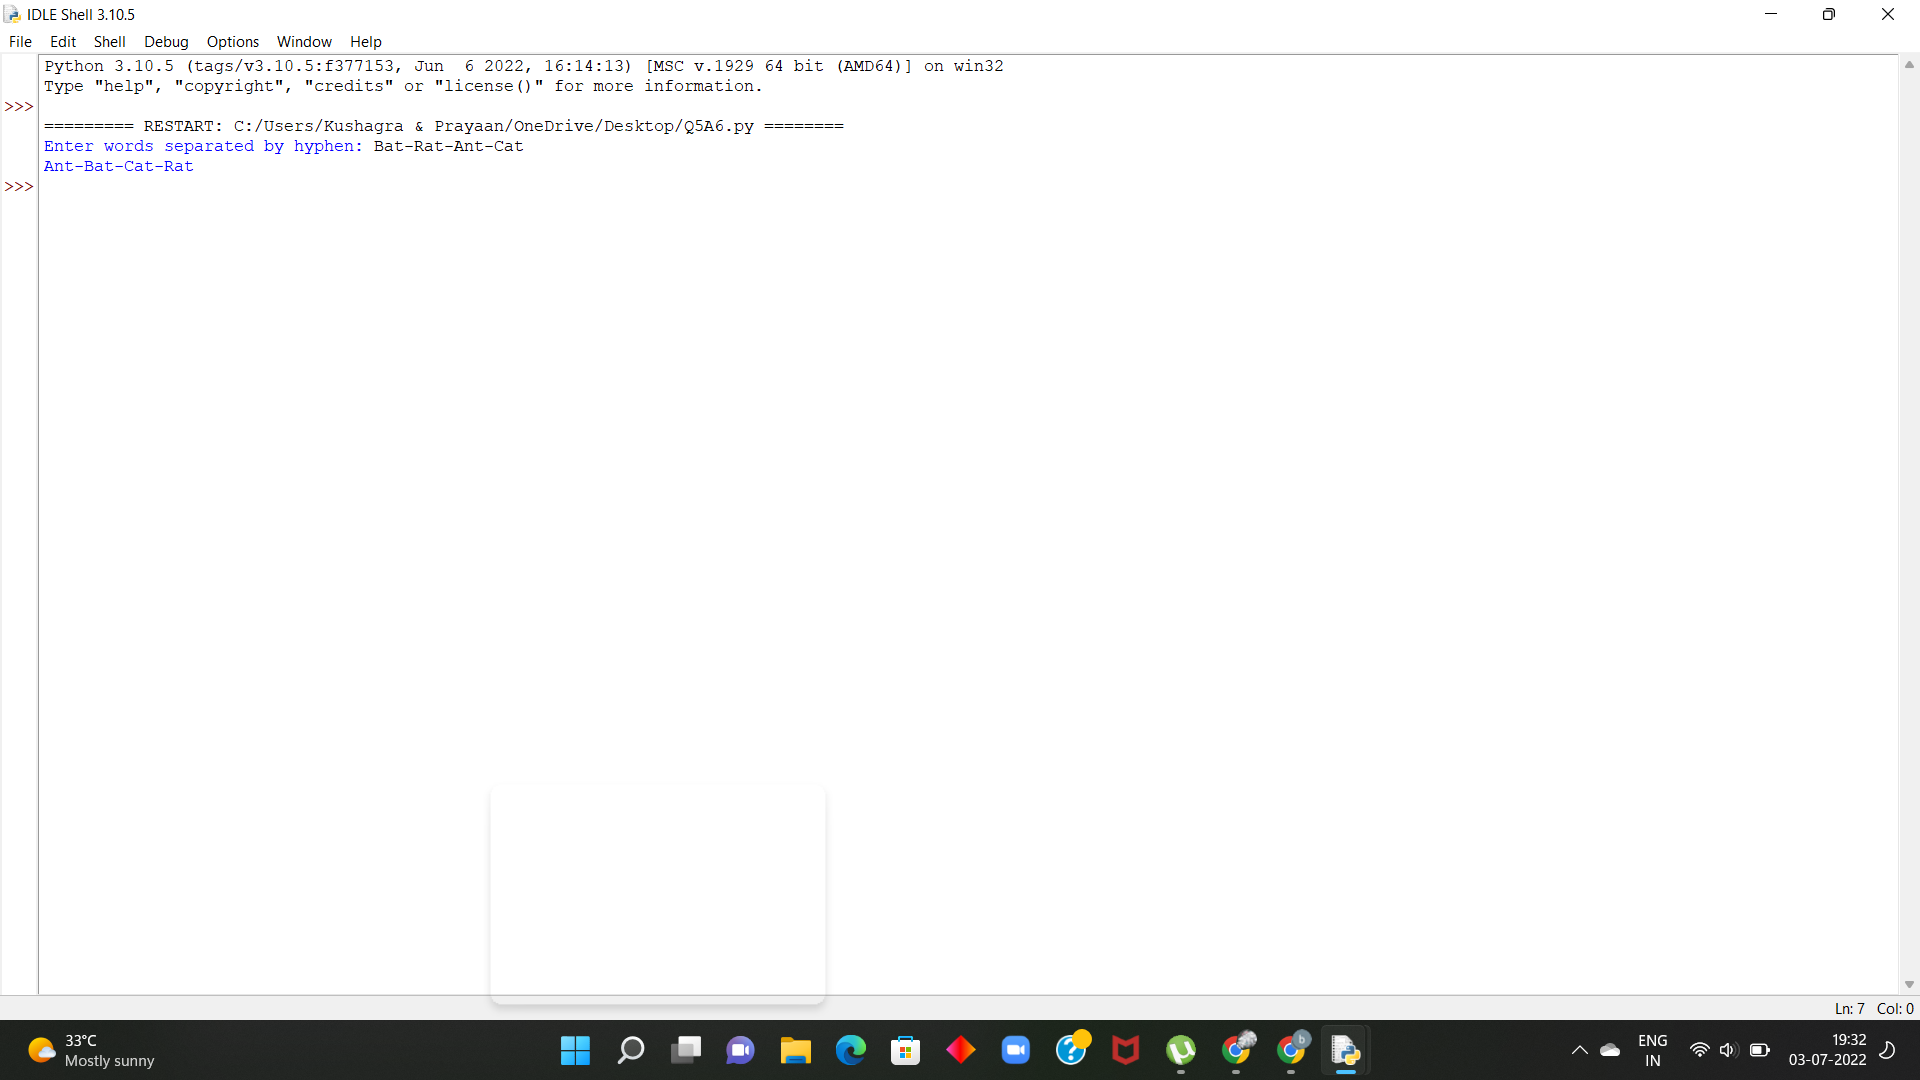 IDLE Shell 3.10.5
File Edit Shell Debug Options Window Help
Python 3.10.5 (tags/v3.10.5:f377153, Jun  6 2022, 16:14:13) [MSC v.1929 64 bit (AMD64)] on win32
Type "help", "copyright", "credits" or "license()" for more information.
>>>
========= RESTART: C:/Users/Kushagra & Prayaan/OneDrive/Desktop/Q5A6.py ========
Enter words separated by hyphen: Bat-Rat-Ant-Cat
Ant-Bat-Cat-Rat
>>>
Ln: 7 Col: 0
33°C
Mostly sunny
b
ENG
IN
19:32
03-07-2022